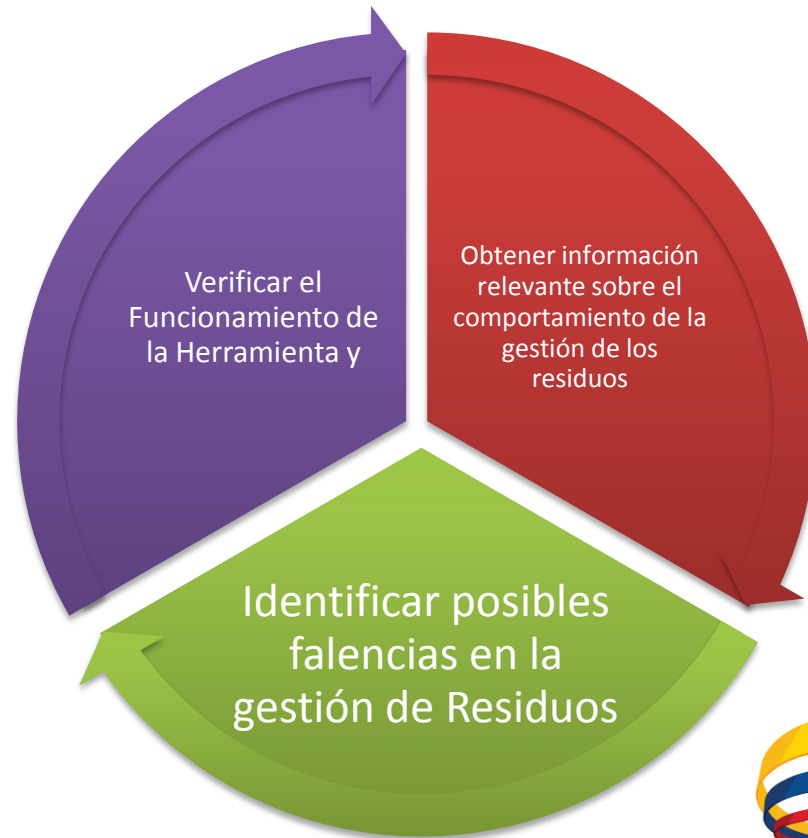 Verificar el
Funcionamiento de
la Herramienta y
Obtener información
relevante sobre el
comportamiento de la
gestión de los
residuos
Identificar posibles
falencias en la
gestión de Residuos